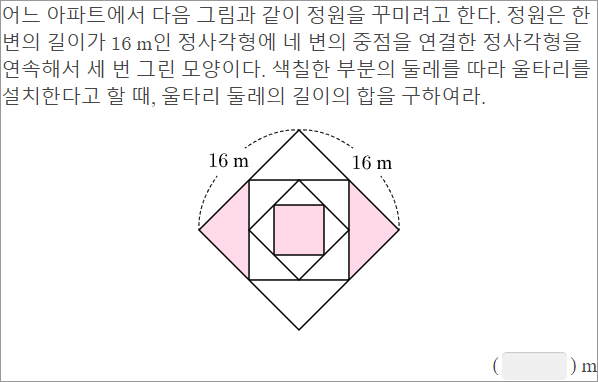 어느 아파트에서 다음 그림과 같이 정원을 꾸미려고 한다. 정원은 한
변의 길이가 16 m인 정사각형에 네 변의 중점을 연결한 정사각형을
연속해서 세 번 그린 모양이다. 색칠한 부분의 둘레를 따라 울타리를
설치한다고 할 때, 울타리 둘레의 길이의 합을 구하여라.
16 m 16 m
( ) m